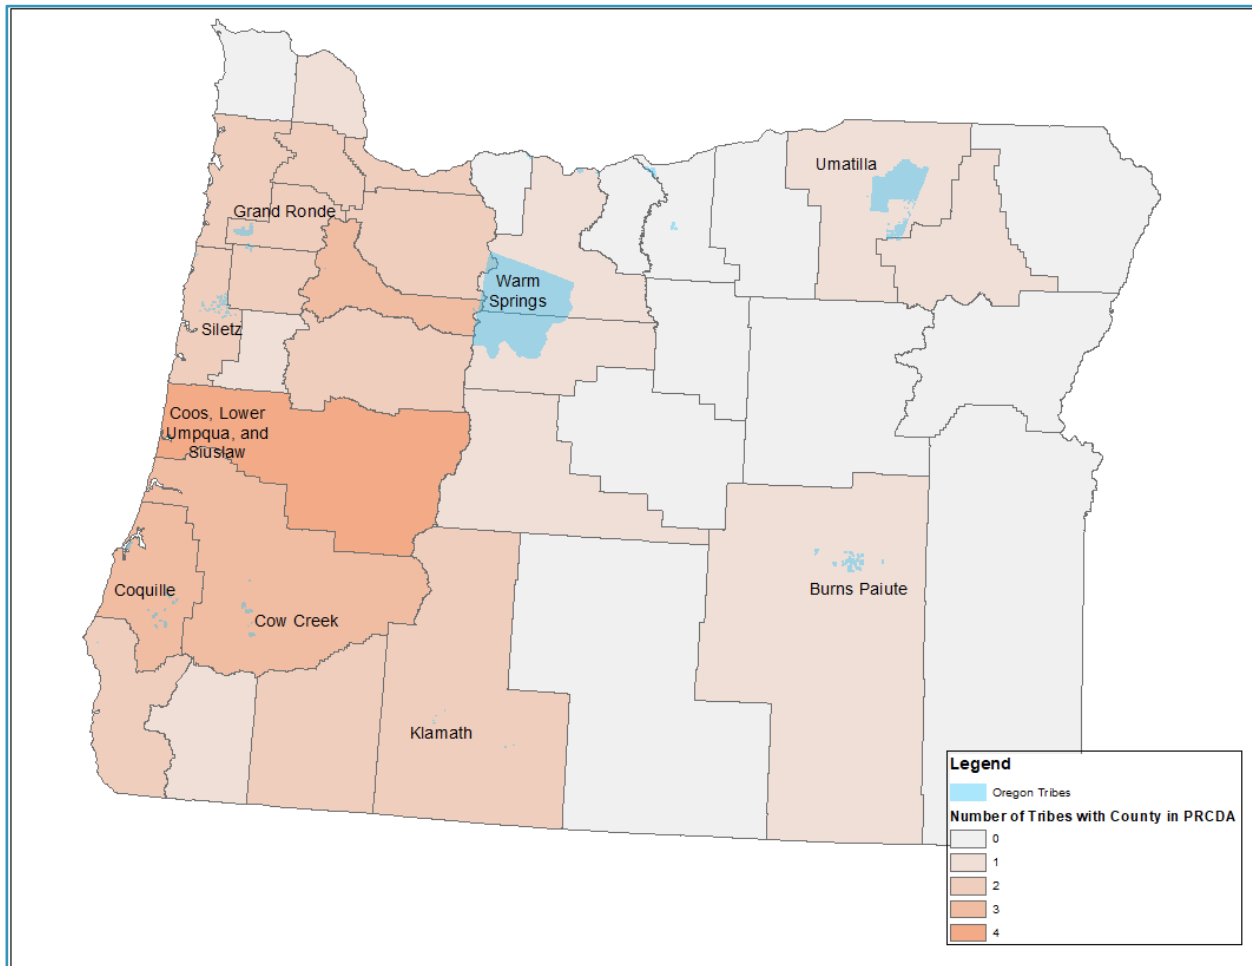 Umatilla
Grand Ronde
Warm
Springs
Siletz
Coos, Lower
Umpqua, and
Siuslaw
Coquille
Cow Creek
Burns Paiute
Klamath
Legend
Oregon Tribes
Number of Tribes with County in PRCDA
0
1
2
3
4